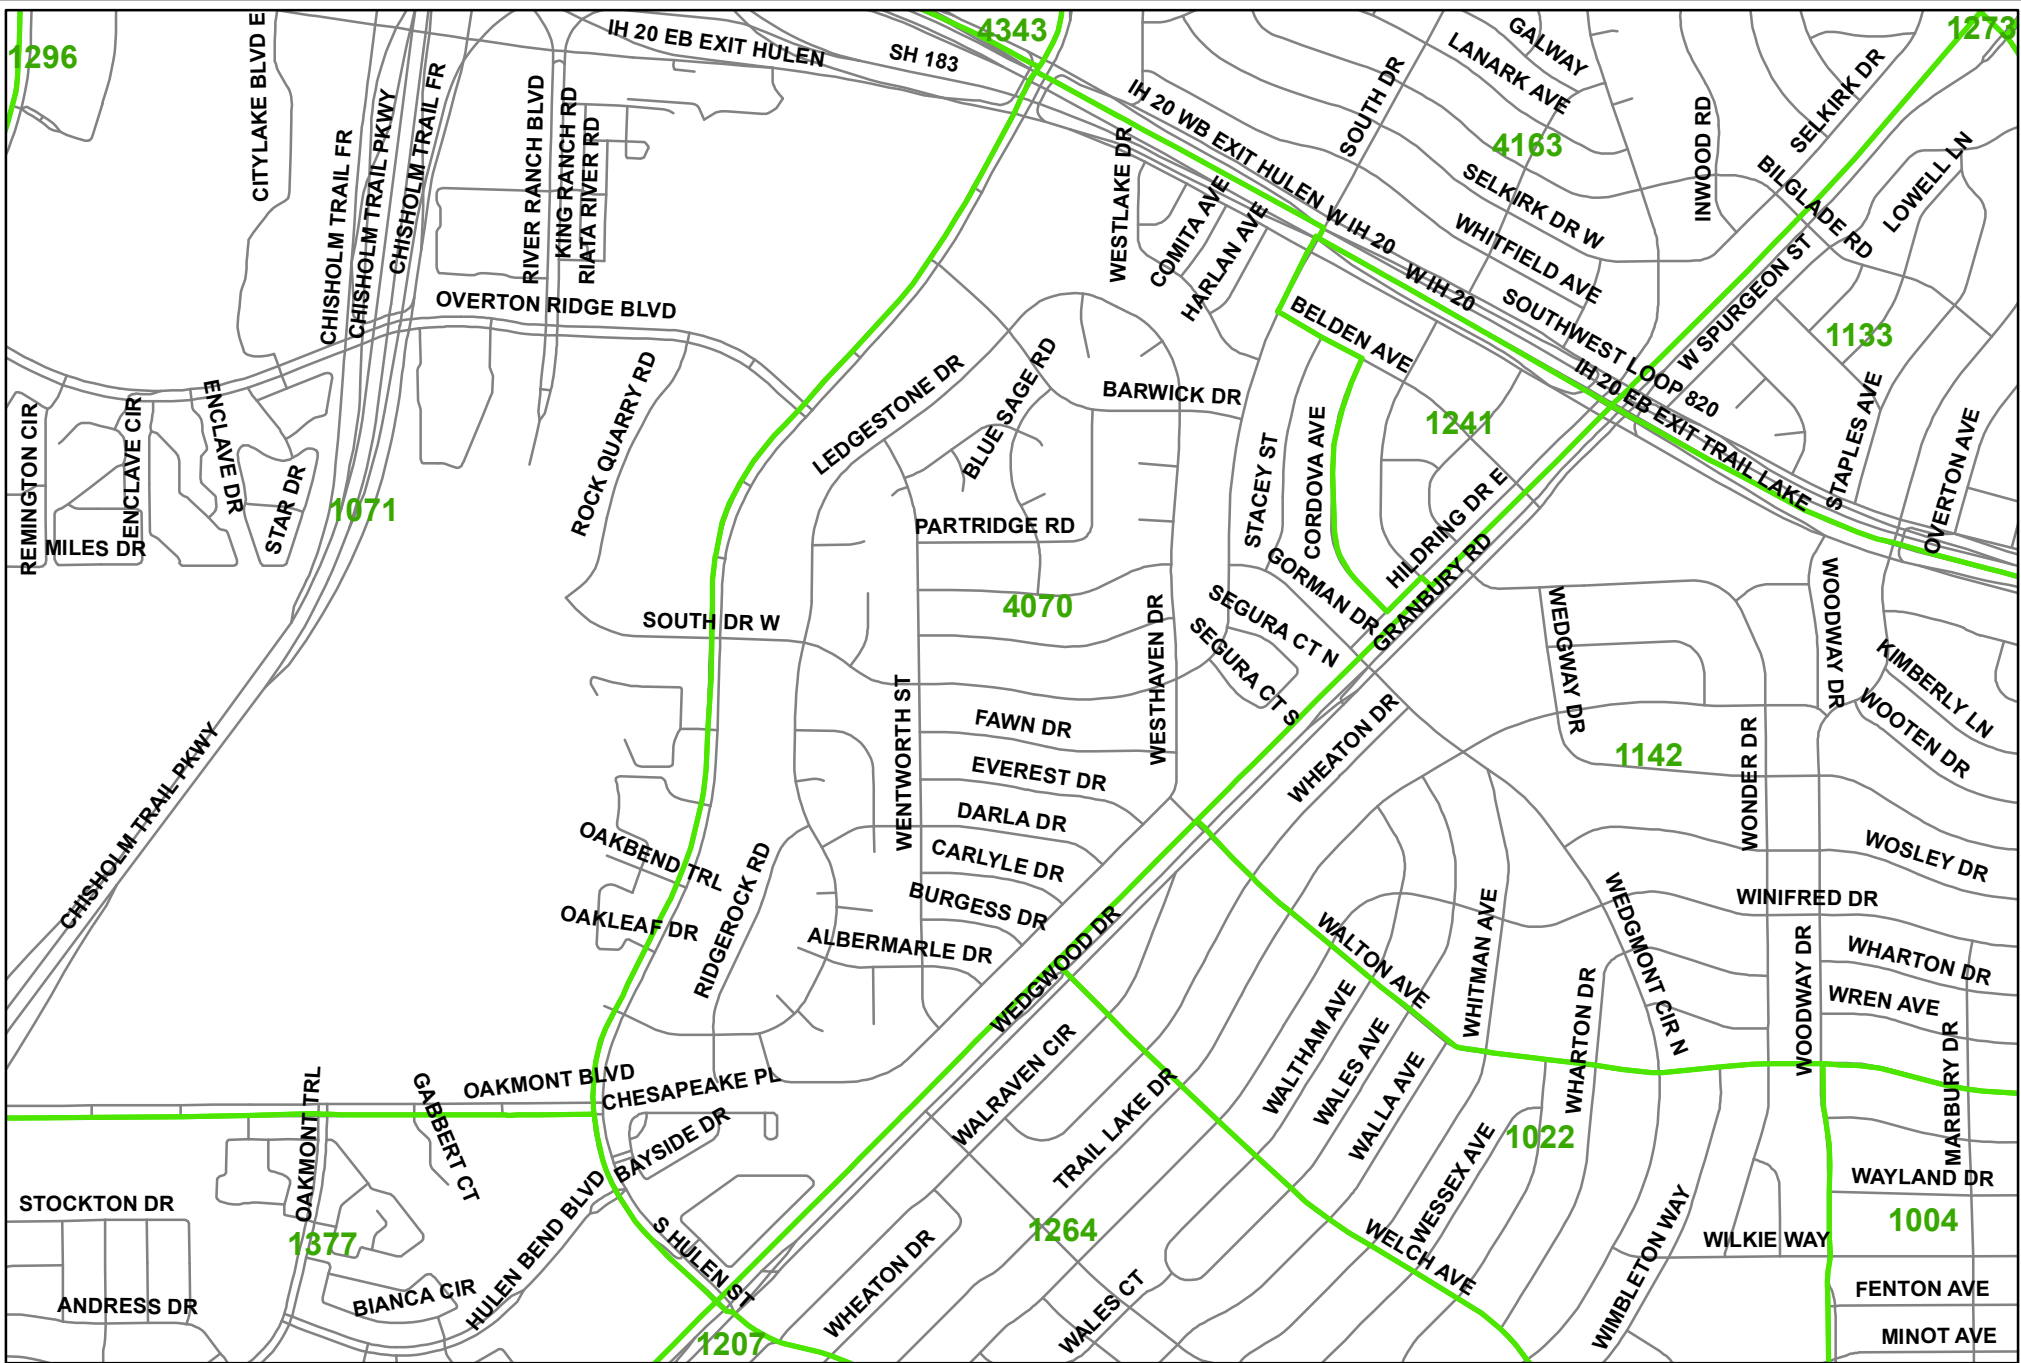 1296
CITYLAKE BLVD E
CHISHOLM TRAIL FR
CHISHOLM TRAIL PKWY
CHISHOLM TRAIL FR
IH 20 EB EXIT HULEN
SH 183
4343
RIVER RANCH BLVD
KING RANCH RD
RIATA RIVER RD
OVERTON RIDGE BLVD
IH 20 WB EXIT HULEN
W IH 20
W IH 20
SOUTH DR
GALWAY
LANARK AVE
4163
SELKIRK DR W
WHITFIELD AVE
SOUTHWEST LOOP 820
INWOOD RD
SELKIRK DR
BILGLADE RD
LOWELL LN
1273
W SPURGEON ST
1133
WESTLAKE DR
COMITA AVE
HARLAN AVE
BELDEN AVE
IH 20 EB EXIT TRAIL LAKE
STAPLES AVE
OVERTON AVE
REMINGTON CIR
ENCLAVE CIR
ENCLAVE DR
STAR DR
MILES DR
1071
ROCK QUARRY RD
LEDGESTONE DR
BLUE SAGE RD
BARWICK DR
PARTRIDGE RD
STACEY ST
CORDOVA AVE
1241
HILDRING DR E
GRANBURY RD
GORMAN DR
SEGURA CT N
SEGURA CT S
4070
SOUTH DR W
WESTHAVEN DR
WENTWORTH ST
FAWN DR
EVEREST DR
DARLA DR
CARLYLE DR
BURGESS DR
ALBERMARLE DR
WEDGWAY DR
1142
WONDER DR
WOODWAY DR
KIMBERLY LN
WOOTEN DR
WOSLEY DR
WINIFRED DR
WHARTON DR
WREN AVE
CHISHOLM TRAIL PKWY
OAKBEND TRL
OAKLEAF DR
RIDGEROCK RD
WEDGWOOD DR
WHEATON DR
WALTON AVE
WHITMAN AVE
WEDGMONT CIR N
WHARTON DR
WOODWAY DR
MARBURY DR
OAKMONT BLVD
CHESAPEAKE PL
OAKMONT TRL
GABBERT CT
BAYSIDE DR
WALRAVEN CIR
TRAIL LAKE DR
WALTHAM AVE
WALES AVE
WALLA AVE
WESSEX AVE
1022
WAYLAND DR
1004
STOCKTON DR
1377
HULEN BEND BLVD
S HULEN ST
1264
WELCH AVE
WIMBLETON WAY
WILKIE WAY
ANDRESS DR
BIANCA CIR
1207
WHEATON DR
WALES CT
FENTON AVE
MINOT AVE